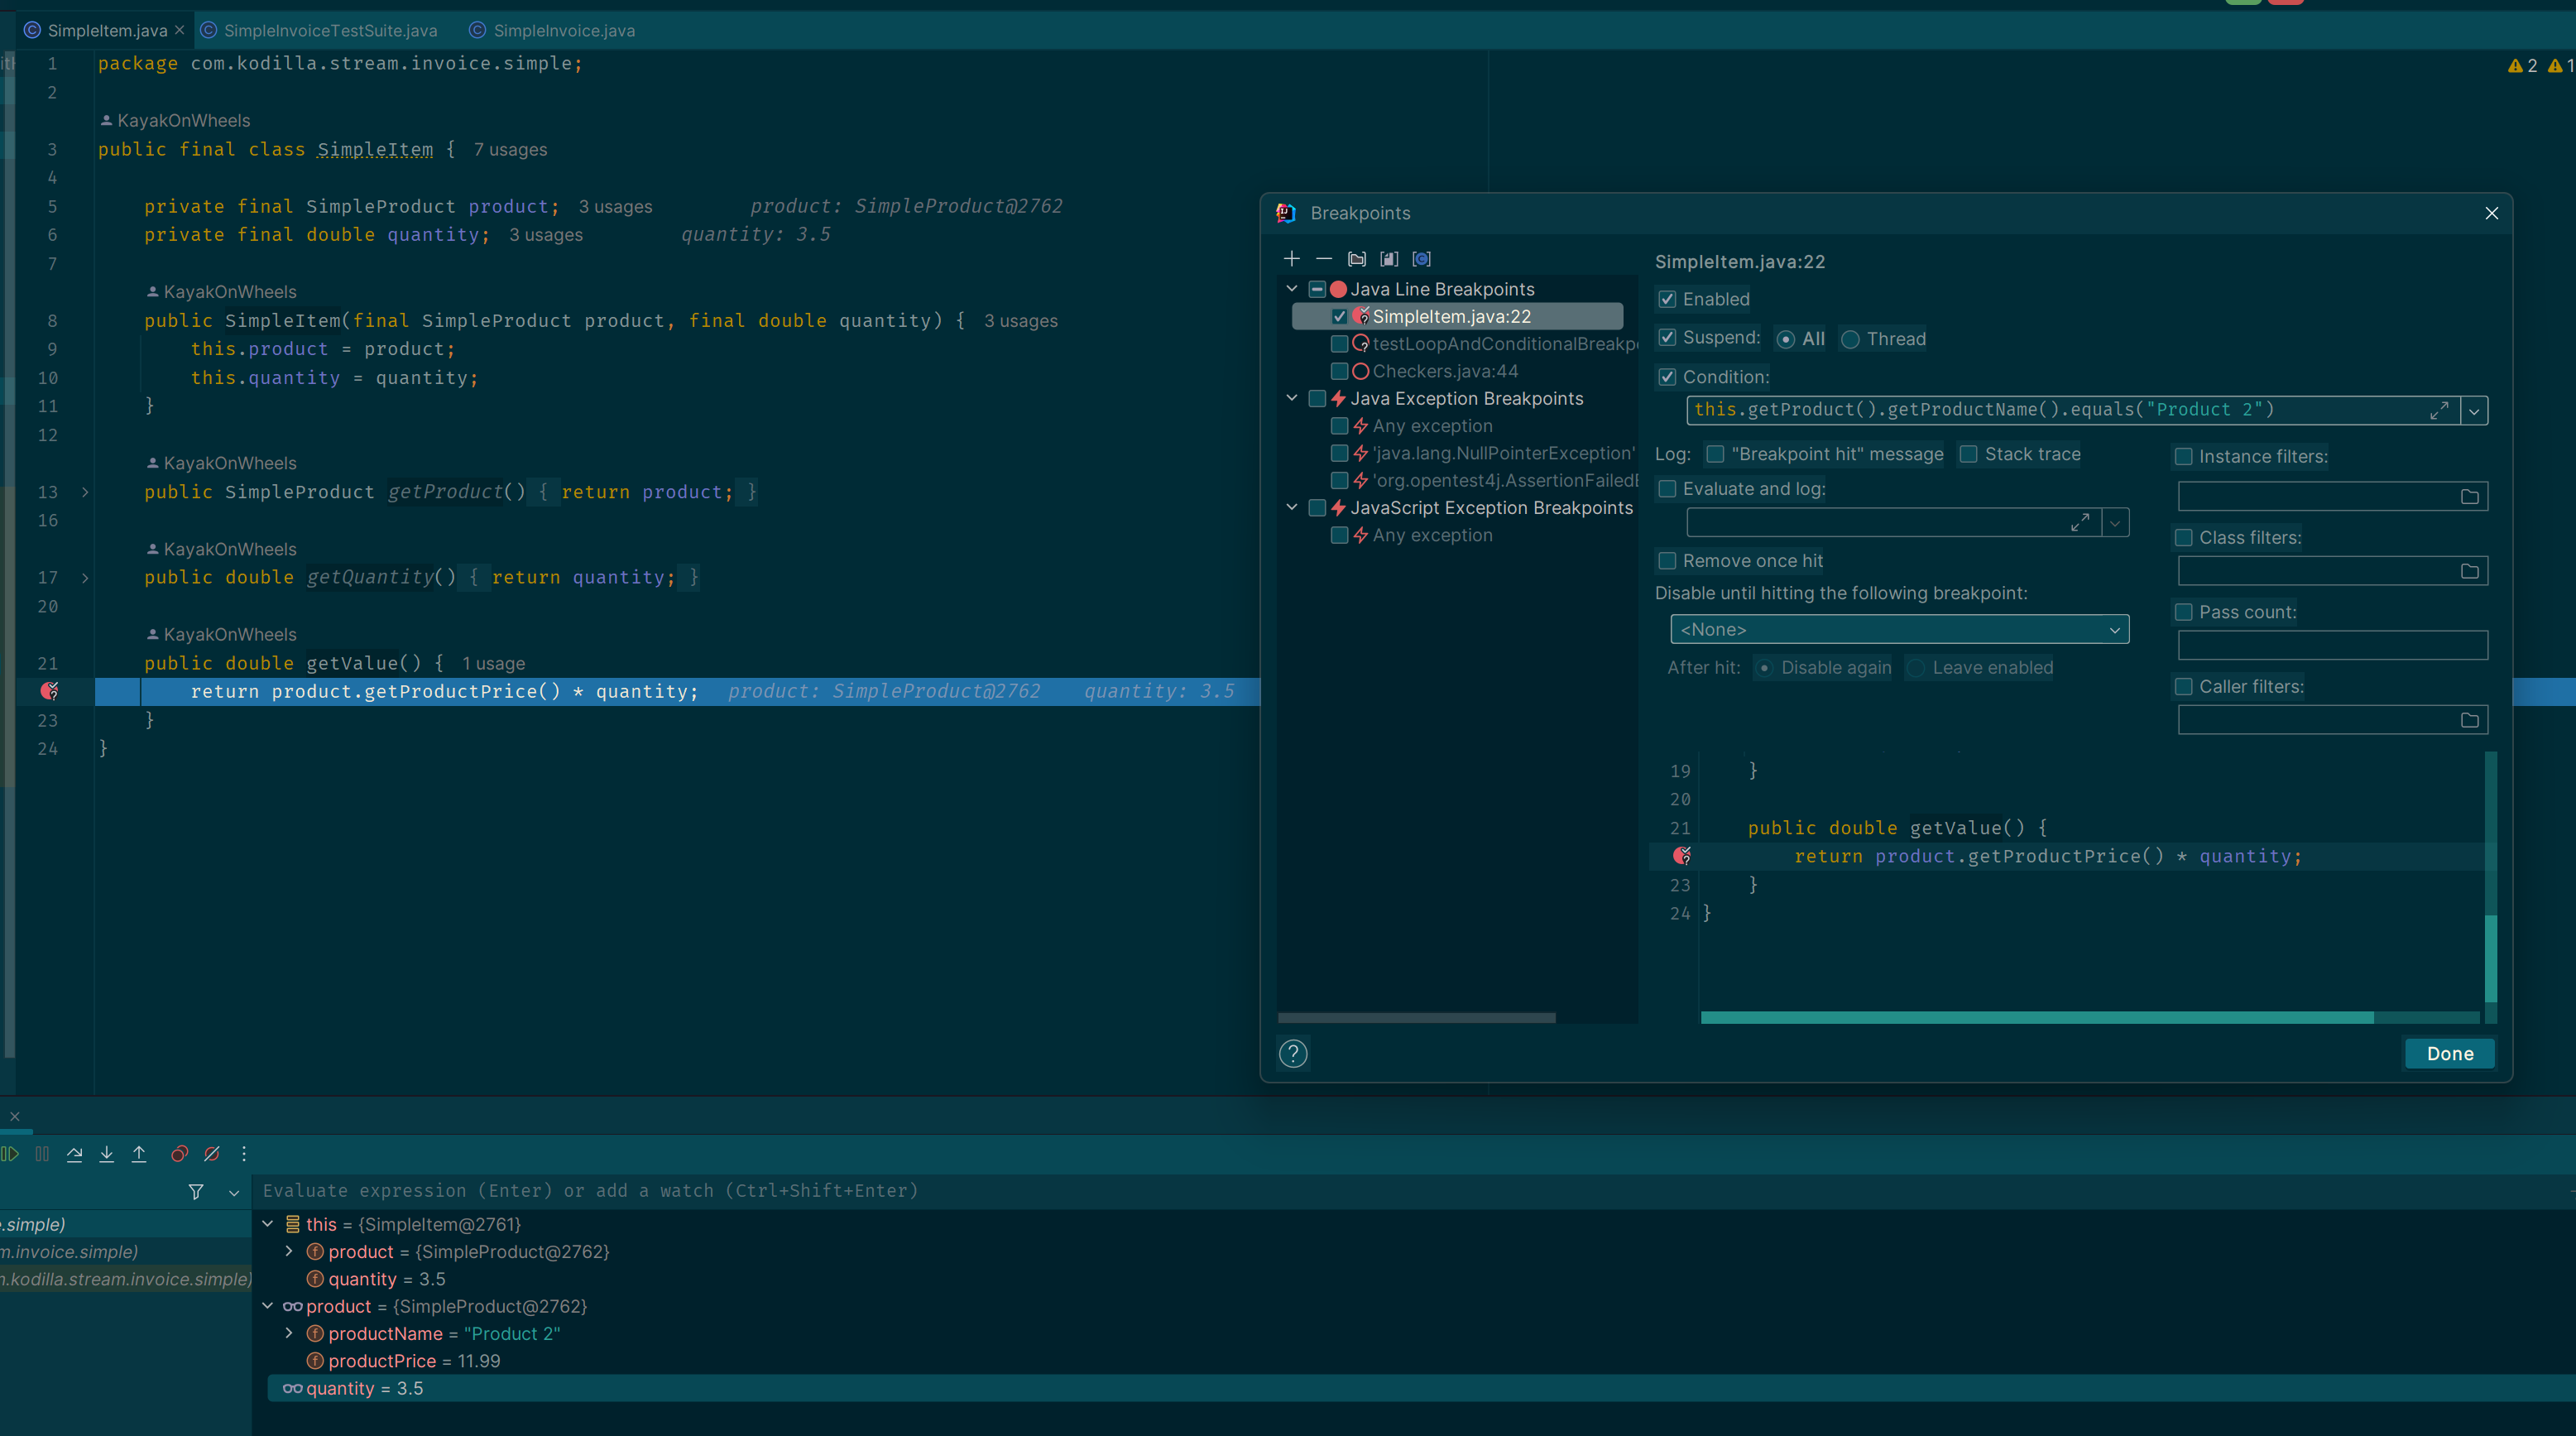 SimpleItem.java
SimpleInvoiceTestSuite.java
SimpleInvoice.java
1 package com.kodilla.stream.invoice.simple;
2 1
2
KayakOnWheels
3 public final class SimpleItem { 7 usages
4
5 private final SimpleProduct product; 3 usages product: SimpleProduct@2762
6 private final double quantity; 3 usages quantity: 3.5
7
KayakOnWheels
8 public SimpleItem(final SimpleProduct product, final double quantity) { 3 usages
9 this.product = product;
10 this.quantity = quantity;
11 }
12
KayakOnWheels
13 public SimpleProduct getProduct() { return product; }
16
KayakOnWheels
17 public double getQuantity() { return quantity; }
20
KayakOnWheels
21 public double getValue() { 1 usage
return product.getProductPrice() * quantity; product: SimpleProduct@2762 quantity: 3.5
23 }
24 }
Breakpoints
Java Line Breakpoints
SimpleItem.java:22
testLoopAndConditionalBreakp
Checkers.java:44
Java Exception Breakpoints
Any exception
'java.lang.NullPointerException'
'org.opentest4j.AssertionFailedE
JavaScript Exception Breakpoints
Any exception
SimpleItem.java:22
Enabled
Suspend: All Thread
Condition:
this.getProduct().getProductName().equals("Product 2")
Log: "Breakpoint hit" message Stack trace
Evaluate and log:
Remove once hit
Disable until hitting the following breakpoint:
<None>
After hit: Disable again Leave enabled
Instance filters:
Class filters:
Pass count:
Caller filters:
19 }
20
21 public double getValue() {
return product.getProductPrice() * quantity;
23 }
24 }
?
Done
Evaluate expression (Enter) or add a watch (Ctrl+Shift+Enter)
.simple)
m.invoice.simple)
n.kodilla.stream.invoice.simple)
this = {SimpleItem@2761}
product = {SimpleProduct@2762}
quantity = 3.5
product = {SimpleProduct@2762}
productName = "Product 2"
productPrice = 11.99
quantity = 3.5